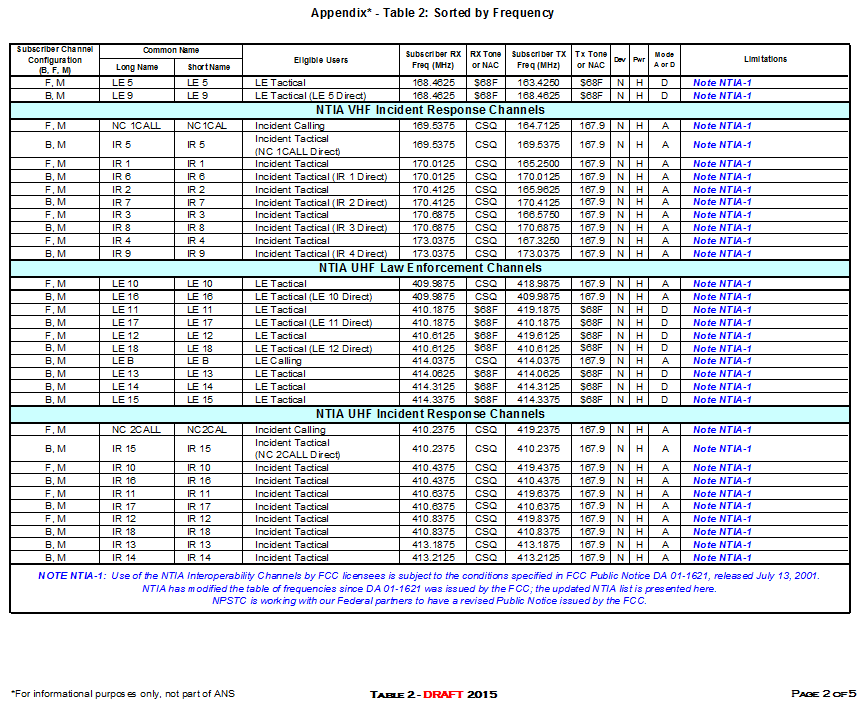 Appendix* - Table 2: Sorted by Frequency
Subscriber Channel Configuration (B, F, M) Common Name Eligible Users Subscriber RX Freq (MHz) RX Tone or NAC Subscriber TX Freq (MHz) Tx Tone or NAC Dev Pwr Mode A or D Limitations
Long Name Short Name
F, M LE 5 LE 5 LE Tactical 168.4625 $68F 163.4250 $68F N H D Note NTIA-1
B, M LE 9 LE 9 LE Tactical (LE 5 Direct) 168.4625 $68F 168.4625 $68F N H D Note NTIA-1
NTIA VHF Incident Response Channels
F, M NC 1CALL NC1CAL Incident Calling 169.5375 CSQ 164.7125 167.9 N H A Note NTIA-1
B, M IR 5 IR 5 Incident Tactical (NC 1CALL Direct) 169.5375 CSQ 169.5375 167.9 N H A Note NTIA-1
F, M IR 1 IR 1 Incident Tactical 170.0125 CSQ 165.2500 167.9 N H A Note NTIA-1
B, M IR 6 IR 6 Incident Tactical (IR 1 Direct) 170.0125 CSQ 170.0125 167.9 N H A Note NTIA-1
F, M IR 2 IR 2 Incident Tactical 170.4125 CSQ 165.9625 167.9 N H A Note NTIA-1
B, M IR 7 IR 7 Incident Tactical (IR 2 Direct) 170.4125 CSQ 170.4125 167.9 N H A Note NTIA-1
F, M IR 3 IR 3 Incident Tactical 170.6875 CSQ 166.5750 167.9 N H A Note NTIA-1
B, M IR 8 IR 8 Incident Tactical (IR 3 Direct) 170.6875 CSQ 170.6875 167.9 N H A Note NTIA-1
F, M IR 4 IR 4 Incident Tactical 173.0375 CSQ 167.3250 167.9 N H A Note NTIA-1
B, M IR 9 IR 9 Incident Tactical (IR 4 Direct) 173.0375 CSQ 173.0375 167.9 N H A Note NTIA-1
NTIA UHF Law Enforcement Channels
F, M LE 10 LE 10 LE Tactical 409.9875 CSQ 418.9875 167.9 N H A Note NTIA-1
B, M LE 16 LE 16 LE Tactical (LE 10 Direct) 409.9875 CSQ 409.9875 167.9 N H A Note NTIA-1
F, M LE 11 LE 11 LE Tactical 410.1875 $68F 419.1875 $68F N H D Note NTIA-1
B, M LE 17 LE 17 LE Tactical (LE 11 Direct) 410.1875 $68F 410.1875 $68F N H D Note NTIA-1
F, M LE 12 LE 12 LE Tactical 410.6125 $68F 419.6125 $68F N H D Note NTIA-1
B, M LE 18 LE 18 LE Tactical (LE 12 Direct) 410.6125 $68F 410.6125 $68F N H D Note NTIA-1
B, M LE B LE B LE Calling 414.0375 CSQ 414.0375 167.9 N H A Note NTIA-1
B, M LE 13 LE 13 LE Tactical 414.0625 $68F 414.0625 $68F N H D Note NTIA-1
B, M LE 14 LE 14 LE Tactical 414.3125 $68F 414.3125 $68F N H D Note NTIA-1
B, M LE 15 LE 15 LE Tactical 414.3375 $68F 414.3375 $68F N H D Note NTIA-1
NTIA UHF Incident Response Channels
F, M NC 2CALL NC2CAL Incident Calling 410.2375 CSQ 419.2375 167.9 N H A Note NTIA-1
B, M IR 15 IR 15 Incident Tactical (NC 2CALL Direct) 410.2375 CSQ 410.2375 167.9 N H A Note NTIA-1
F, M IR 10 IR 10 Incident Tactical 410.4375 CSQ 419.4375 167.9 N H A Note NTIA-1
B, M IR 16 IR 16 Incident Tactical 410.4375 CSQ 410.4375 167.9 N H A Note NTIA-1
F, M IR 11 IR 11 Incident Tactical 410.6375 CSQ 419.6375 167.9 N H A Note NTIA-1
B, M IR 17 IR 17 Incident Tactical 410.6375 CSQ 410.6375 167.9 N H A Note NTIA-1
F, M IR 12 IR 12 Incident Tactical 410.8375 CSQ 419.8375 167.9 N H A Note NTIA-1
B, M IR 18 IR 18 Incident Tactical 410.8375 CSQ 410.8375 167.9 N H A Note NTIA-1
B, M IR 13 IR 13 Incident Tactical 413.1875 CSQ 413.1875 167.9 N H A Note NTIA-1
B, M IR 14 IR 14 Incident Tactical 413.2125 CSQ 413.2125 167.9 N H A Note NTIA-1
NOTE NTIA-1: Use of the NTIA Interoperability Channels by FCC licensees is subject to the conditions specified in FCC Public Notice DA 01-1621, released July 13, 2001.
NTIA has modified the table of frequencies since DA 01-1621 was issued by the FCC; the updated NTIA list is presented here.
NPSTC is working with our Federal partners to have a revised Public Notice issued by the FCC.
*For informational purposes only, not part of ANS Table 2 - DRAFT 2015 Page 2 of 5